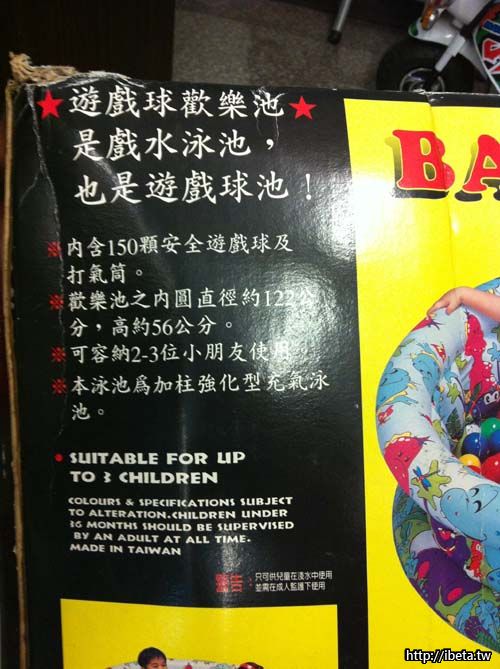 ★遊戲球歡樂池★
是戲水泳池，
也是遊戲球池！
※內含150顆安全遊戲球及
打氣筒。
※歡樂池之內圓直徑約122公
分，高約56公分。
※可容納2-3位小朋友使用
※本泳池爲加柱強化型充氣泳
池。
• SUITABLE FOR UP
TO 3 CHILDREN
COLOURS & SPECIFICATIONS SUBJECT
TO ALTERATION.CHILDREN UNDER
36 MONTHS SHOULD BE SUPERVISED
BY AN ADULT AT ALL TIME.
MADE IN TAIWAN
警告：只可供兒童在淺水中使用
並需在成人監護下使用
BA
http://ibeta.tw